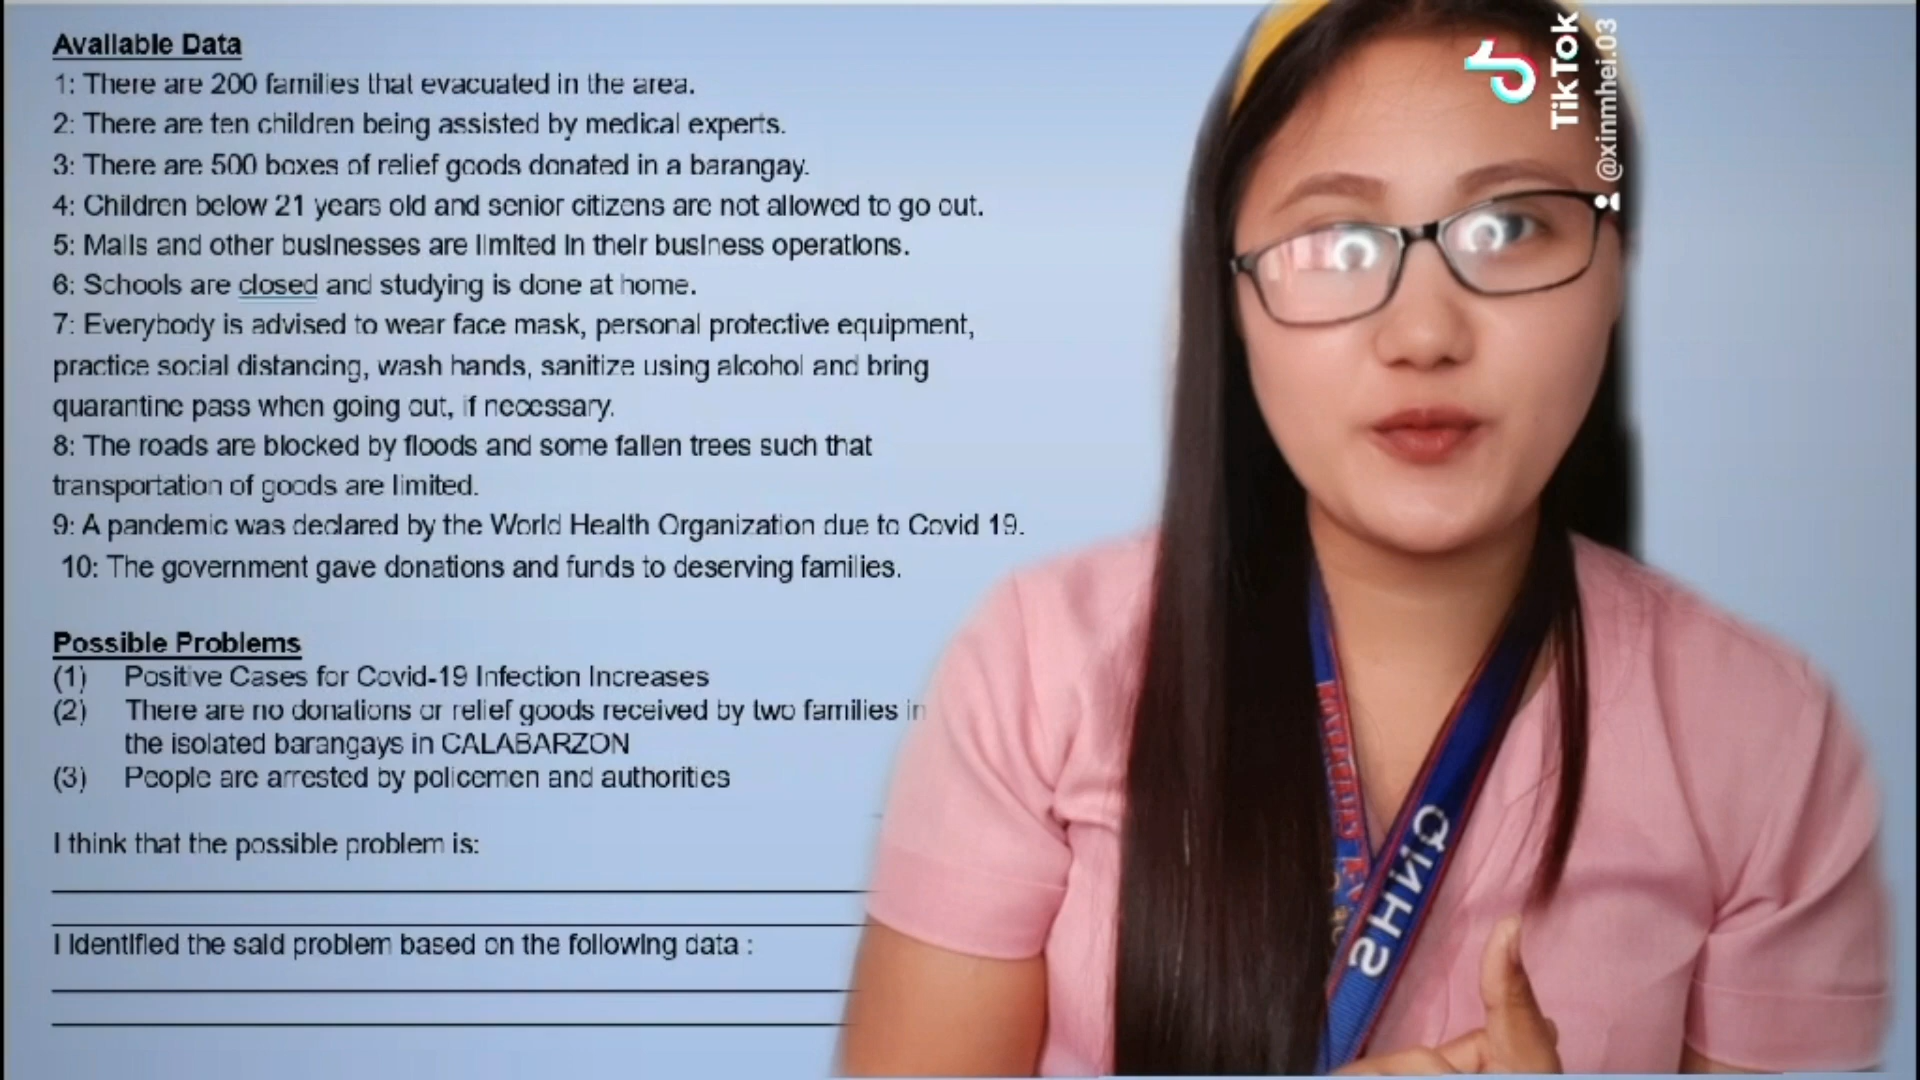 Available Data
1: There are 200 families that evacuated in the area.
2: There are ten children being assisted by medical experts.
3: There are 500 boxes of relief goods donated in a barangay.
4: Children below 21 years old and senior citizens are not allowed to go out.
5: Malls and other businesses are limited in their business operations.
6: Schools are closed and studying is done at home.
7: Everybody is advised to wear face mask, personal protective equipment,
practice social distancing, wash hands, sanitize using alcohol and bring
quarantine pass when going out, if necessary.
8: The roads are blocked by floods and some fallen trees such that
transportation of goods are limited.
9: A pandemic was declared by the World Health Organization due to Covid 19.
10: The government gave donations and funds to deserving families.
Possible Problems
(1) Positive Cases for Covid-19 Infection Increases
(2) There are no donations or relief goods received by two families in
the isolated barangays in CALABARZON
(3) People are arrested by policemen and authorities
I think that the possible problem is:
I identified the said problem based on the following data :
TikTok
@xinmhei.03
QNHS